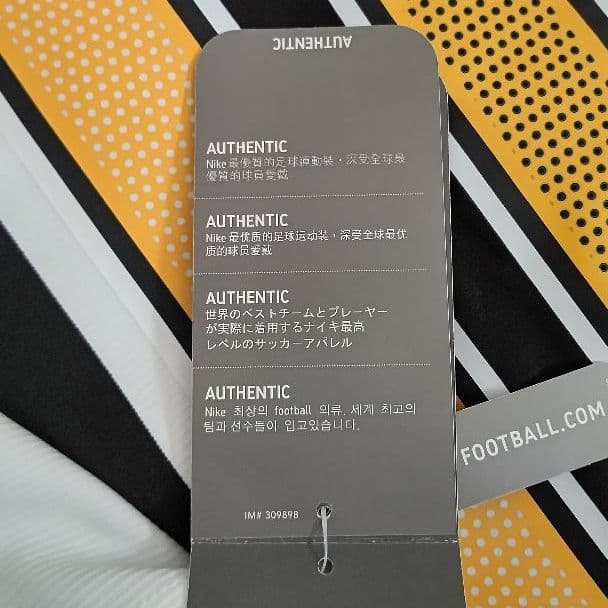 AUTHENTIC
AUTHENTIC
Nike 最優質的足球運動裝，深受全球最
優質的球員愛戴
AUTHENTIC
Nike 最优质的足球运动装，深受全球最优
质的球员爱戴
AUTHENTIC
世界のベストチームとプレーヤー
が実際に着用するナイキ最高
レベルのサッカーアパレル
AUTHENTIC
Nike 최상의 football 의류. 세계 최고의
팀과 선수들이 입고있습니다.
IM# 309898
FOOTBALL.COM